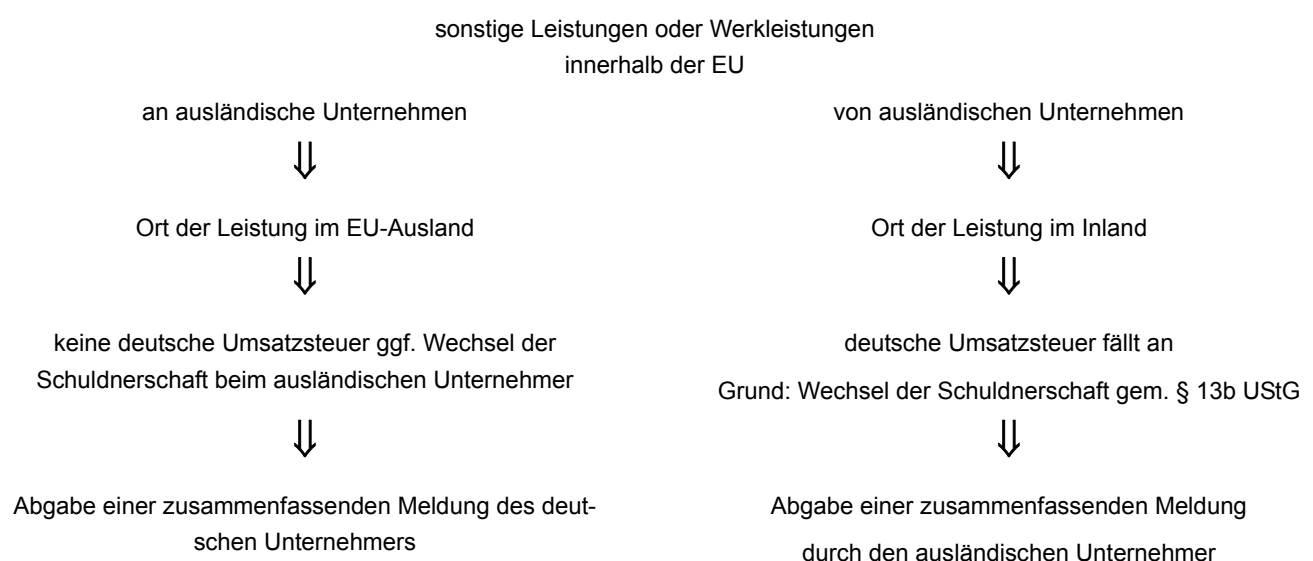 sonstige Leistungen oder Werkleistungen
innerhalb der EU
an ausländische Unternehmen
⇓
Ort der Leistung im EU-Ausland
⇓
keine deutsche Umsatzsteuer ggf. Wechsel der
Schuldnerschaft beim ausländischen Unternehmer
⇓
Abgabe einer zusammenfassenden Meldung des deut-
schen Unternehmers
von ausländischen Unternehmen
⇓
Ort der Leistung im Inland
⇓
deutsche Umsatzsteuer fällt an
Grund: Wechsel der Schuldnerschaft gem. § 13b UStG
⇓
Abgabe einer zusammenfassenden Meldung
durch den ausländischen Unternehmer